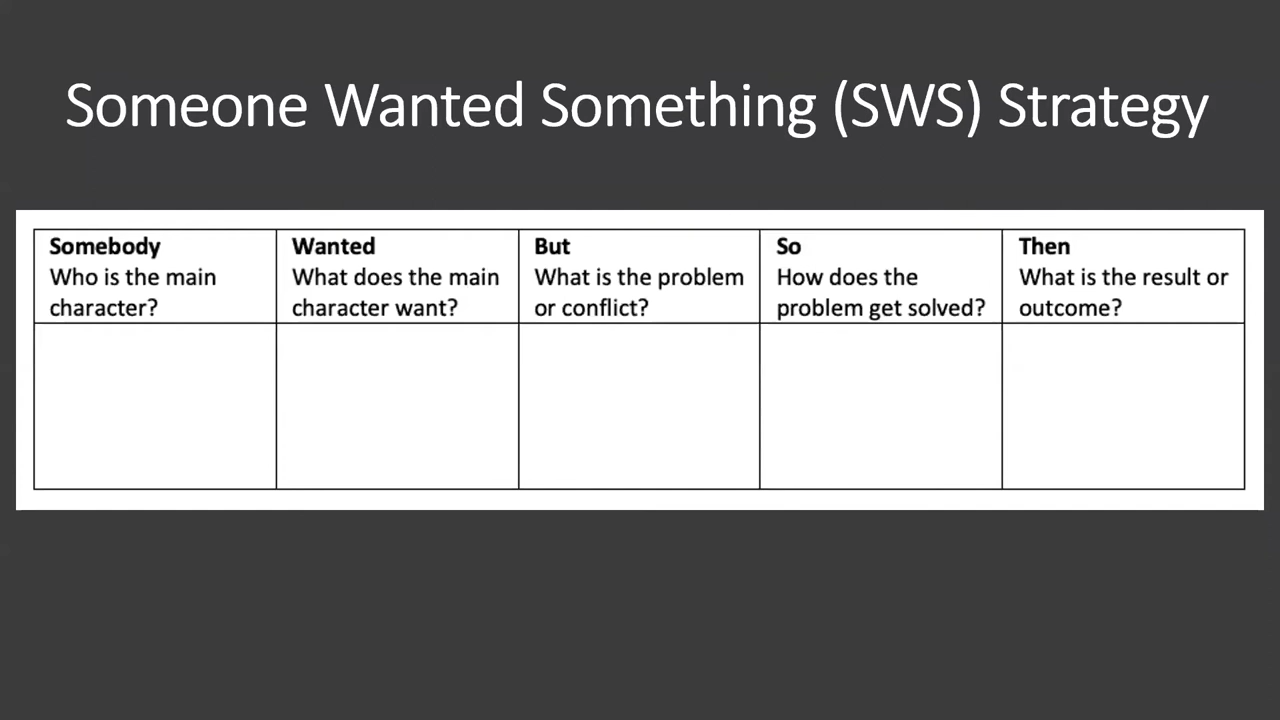 Someone Wanted Something (SWS) Strategy
Somebody
Who is the main
character?
Wanted
What does the main
character want?
But
What is the problem
or conflict?
So
How does the
problem get solved?
Then
What is the result or
outcome?